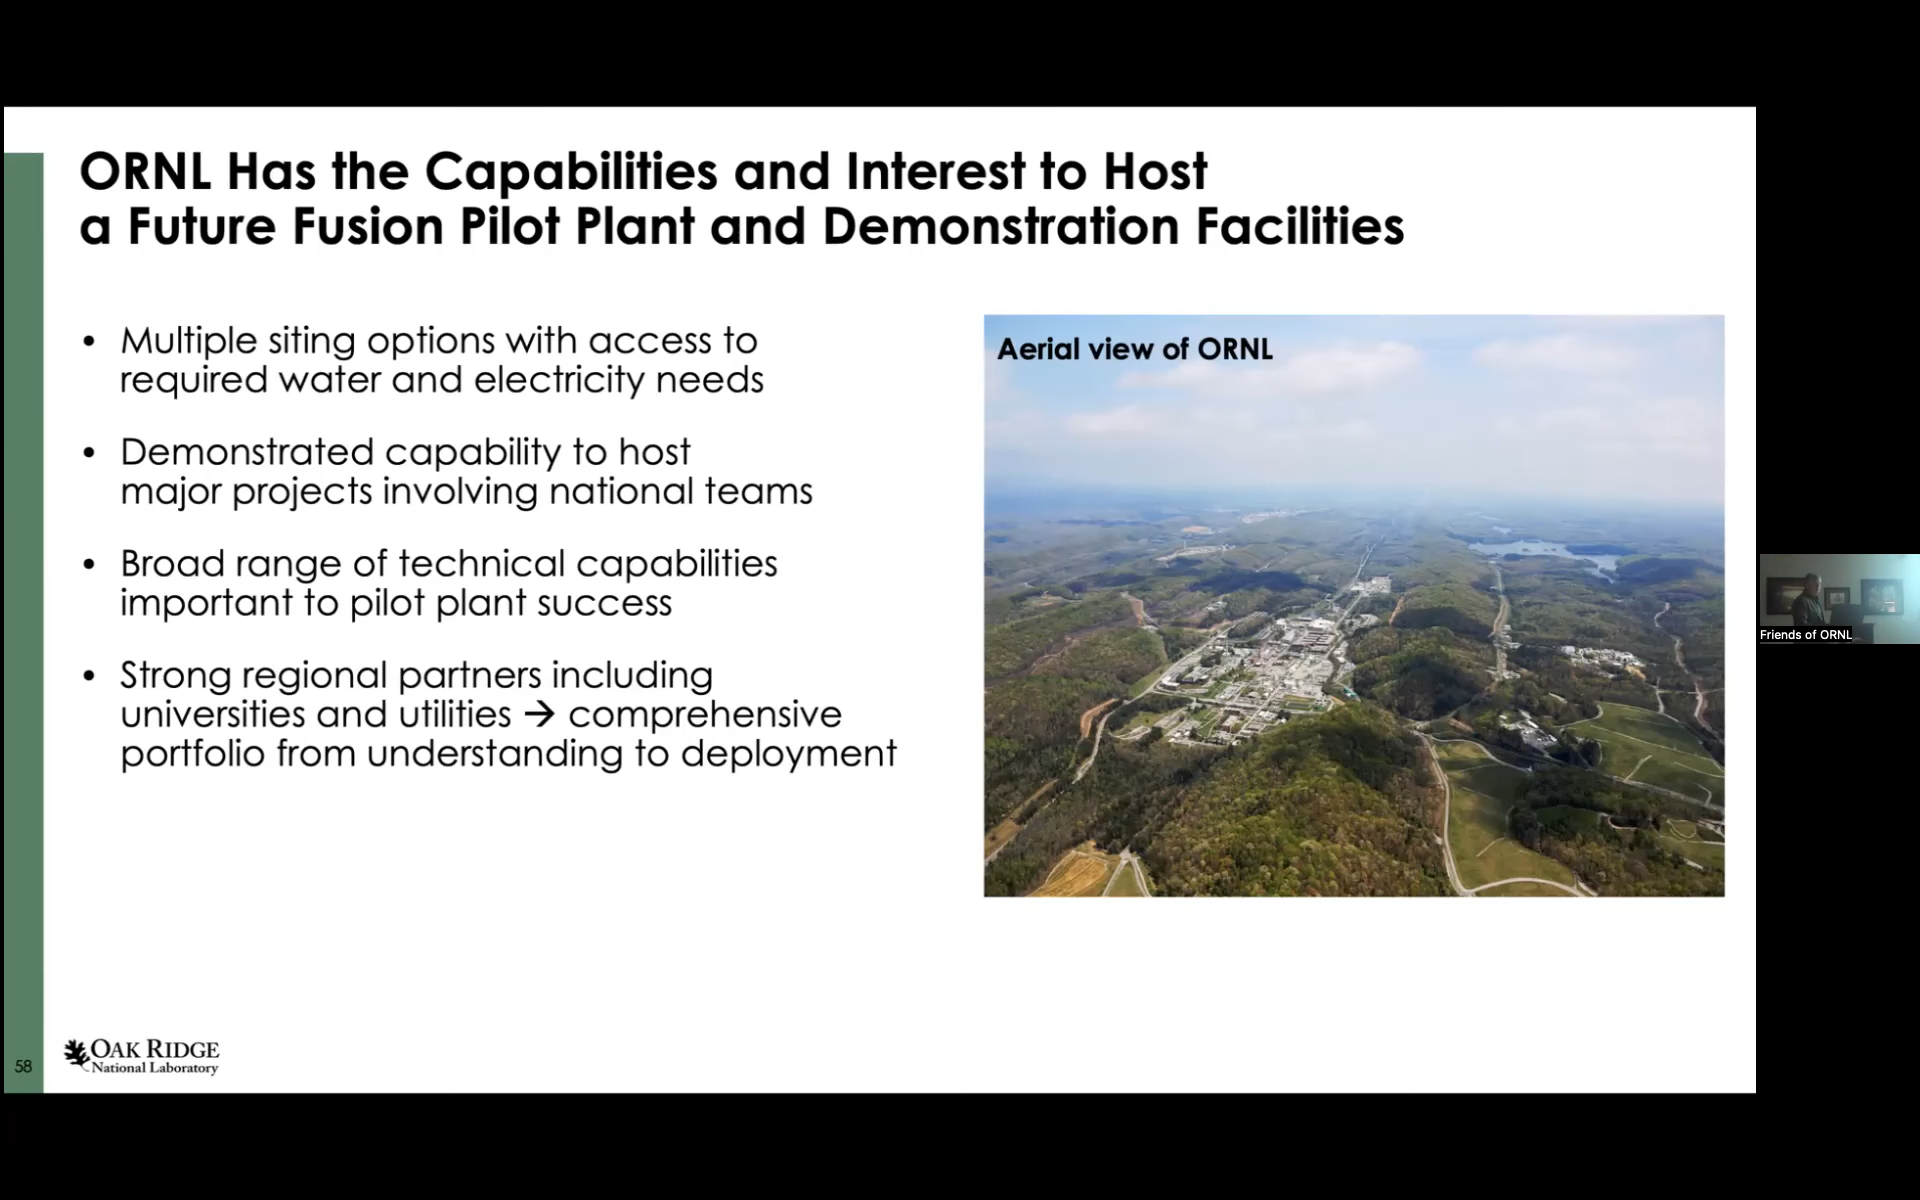 ORNL Has the Capabilities and Interest to Host
a Future Fusion Pilot Plant and Demonstration Facilities
• Multiple siting options with access to
required water and electricity needs
• Demonstrated capability to host
major projects involving national teams
• Broad range of technical capabilities
important to pilot plant success
• Strong regional partners including
universities and utilities → comprehensive
portfolio from understanding to deployment
Aerial view of ORNL
Friends of ORNL
58
OAK RIDGE
National Laboratory